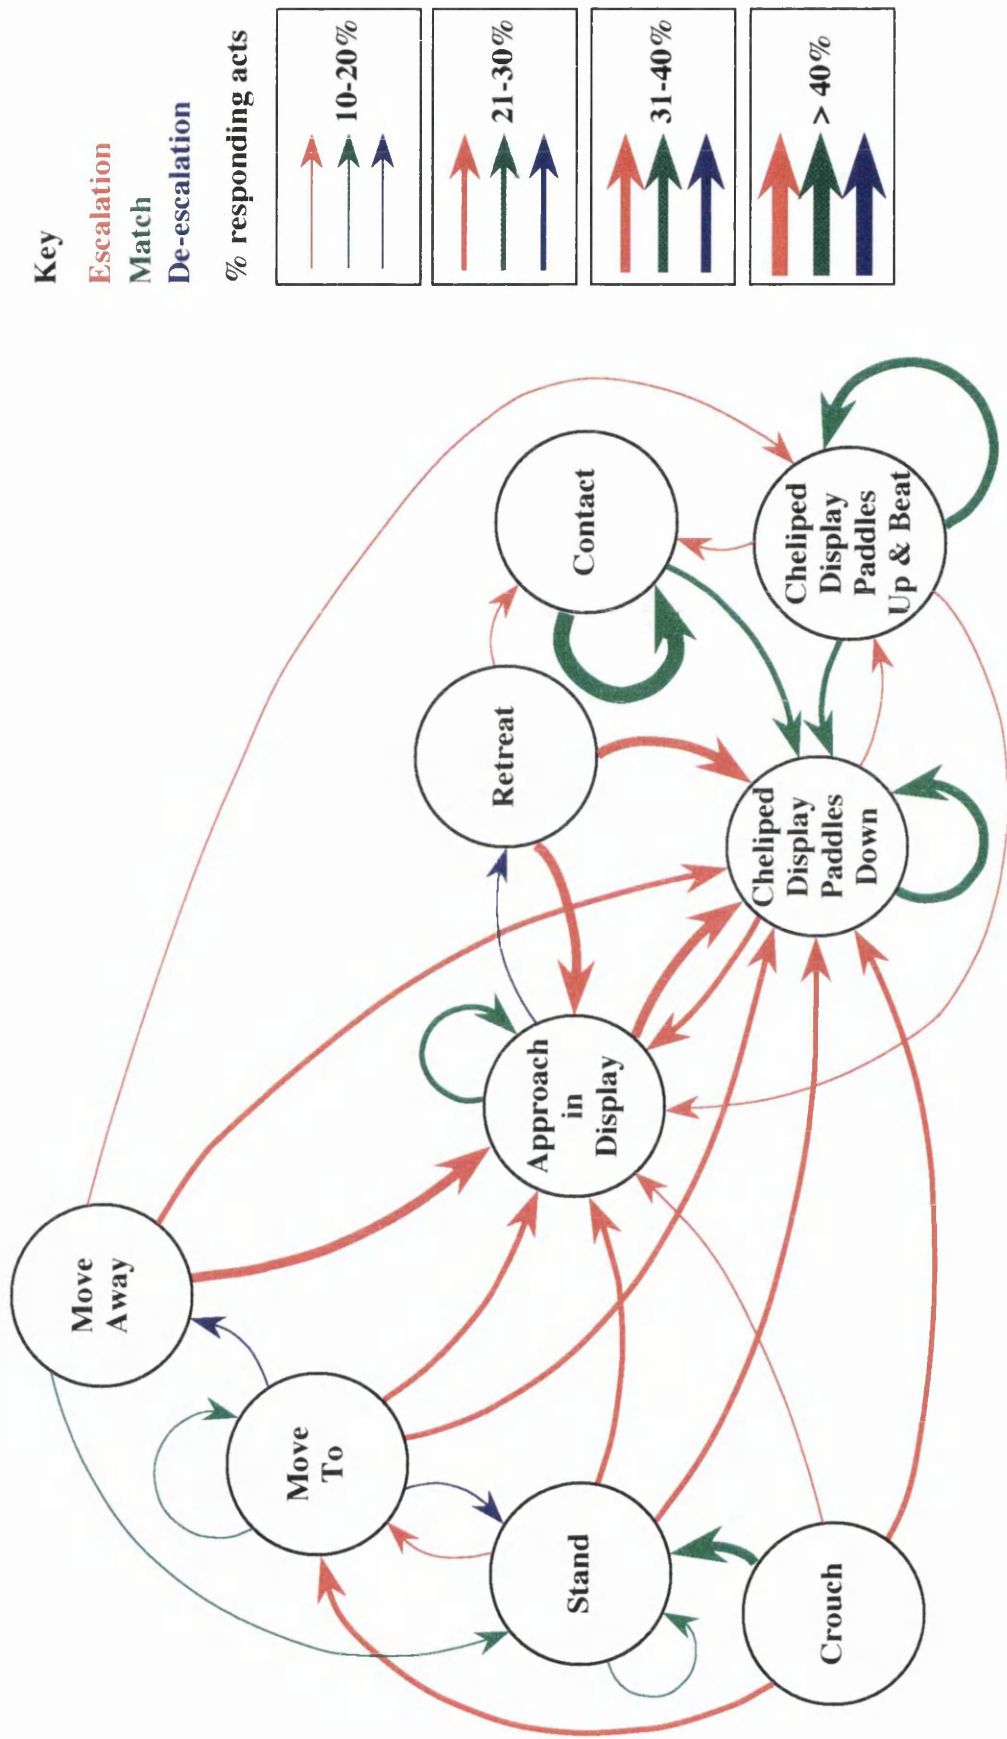 Key
Escalation
Match
De-escalation
% responding acts
10-20%
21-30%
31-40%
> 40%
Move
Away
Move
To
Stand
Crouch
Approach
in
Display
Retreat
Contact
Cheliped
Display
Paddles
Down
Cheliped
Display
Paddles
Up & Beat